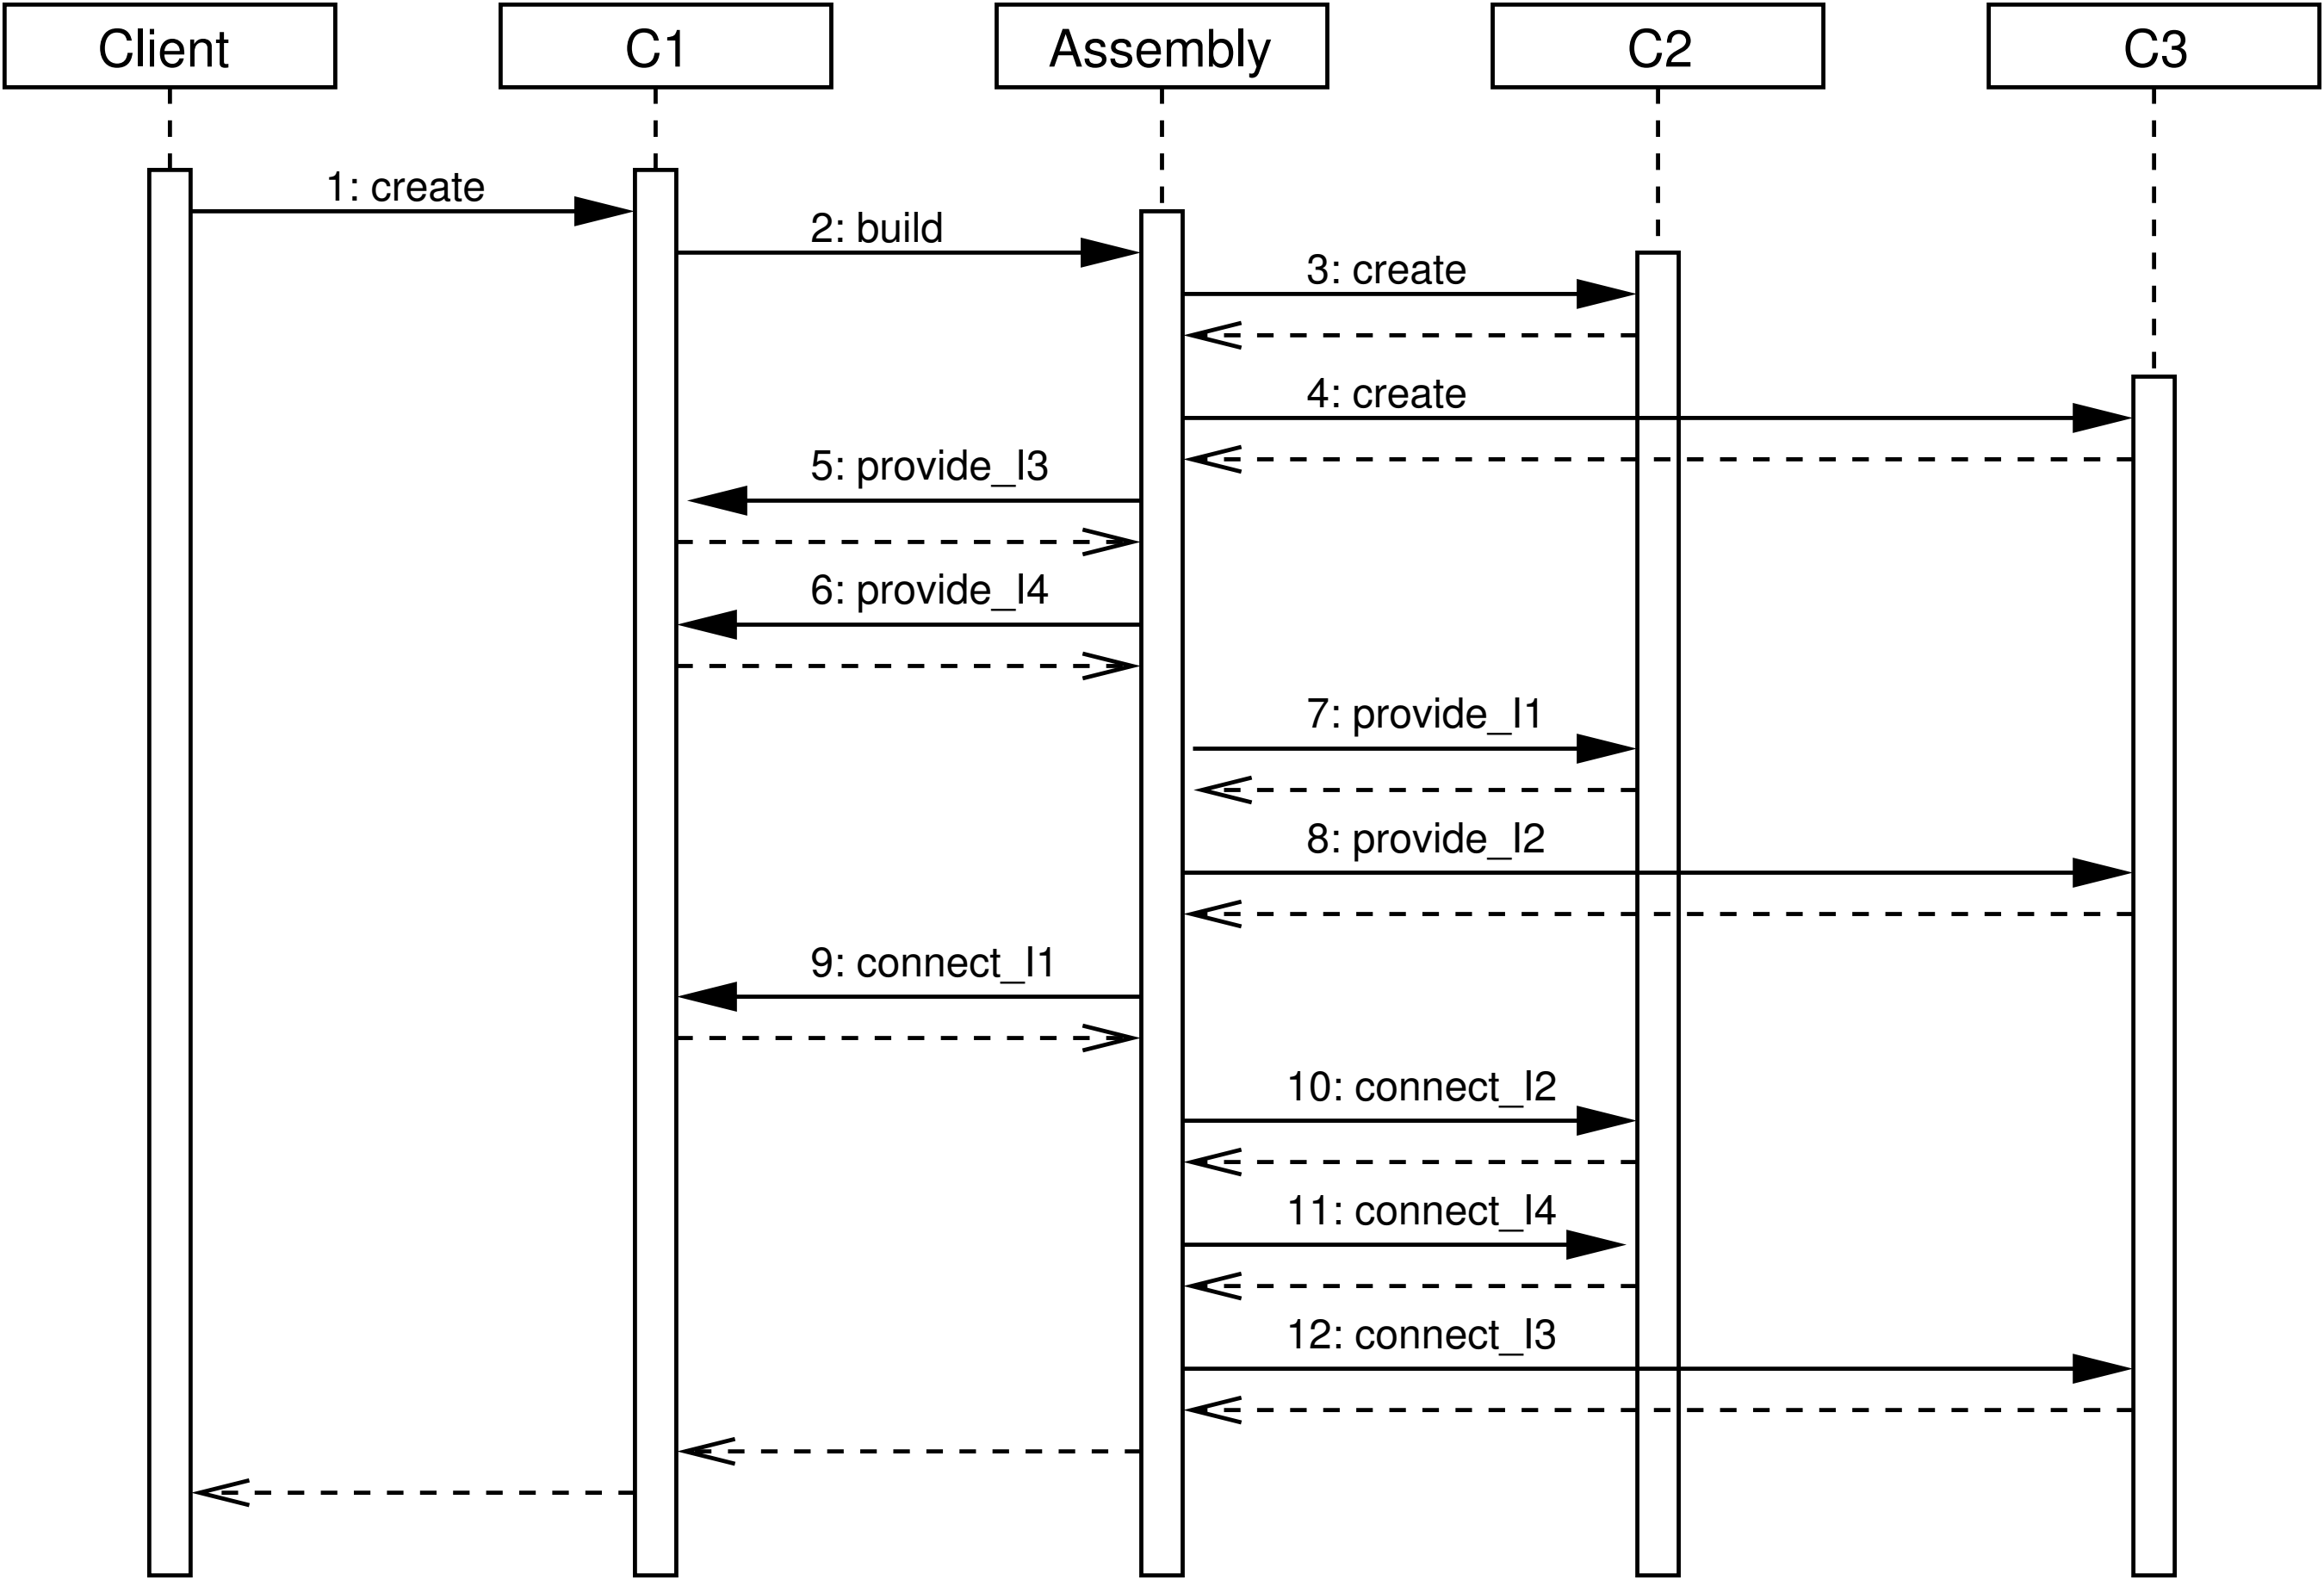 Client
C1
Assembly
C2
C3
1: create
2: build
3: create
4: create
5: provide_I3
6: provide_I4
7: provide_I1
8: provide_I2
9: connect_I1
10: connect_I2
11: connect_I4
12: connect_I3